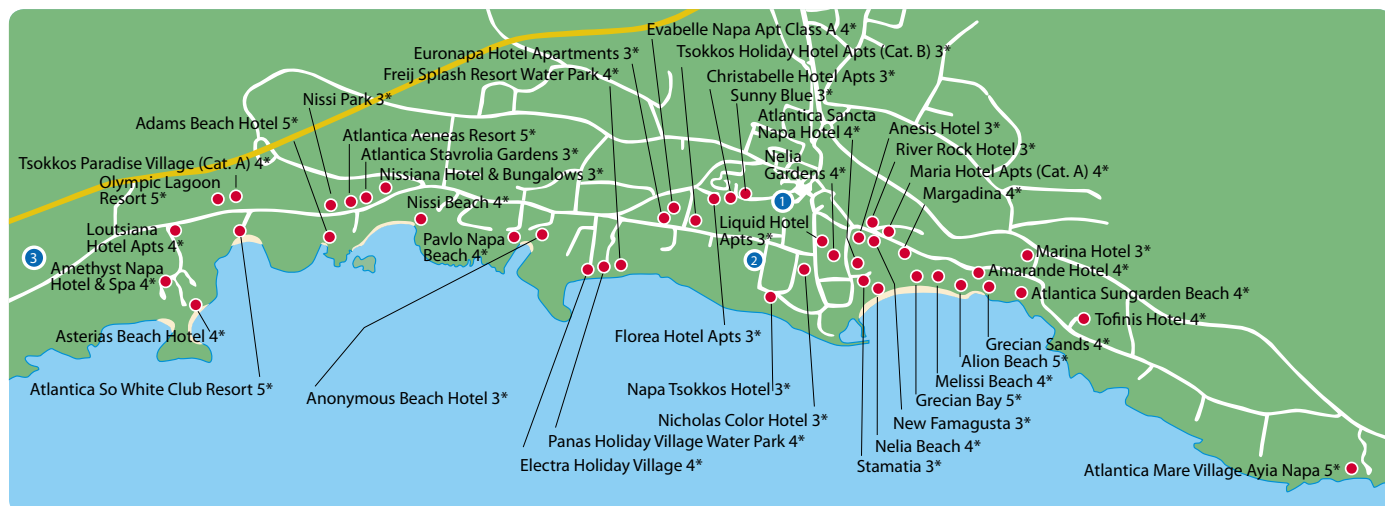 Evabelle Napa Apt Class A 4*
Euronapa Hotel Apartments 3*
Tsokkos Holiday Hotel Apts (Cat. B) 3*
Freij Splash Resort Water Park 4*
Christabelle Hotel Apts 3*
Sunny Blue 3*
Nissi Park 3*
Adams Beach Hotel 5*
Atlantica Sancta
Napa Hotel 4*
Anesis Hotel 3*
River Rock Hotel 3*
Atlantica Aeneas Resort 5*
Atlantica Stavrolia Gardens 3*
Nissiana Hotel & Bungalows 3*
Tsokkos Paradise Village (Cat. A) 4*
Nelia
Gardens 4*
Maria Hotel Apts (Cat. A) 4*
Margadina 4*
Olympic Lagoon
Resort 5*
Nissi Beach 4*
1
Loutsiana
Hotel Apts 4*
Pavlo Napa
Beach 4*
Liquid Hotel
Apts 3*
2
3
Marina Hotel 3*
Amethyst Napa
Hotel & Spa 4*
Amarande Hotel 4*
Atlantica Sungarden Beach 4*
Tofinis Hotel 4*
Asterias Beach Hotel 4*
Florea Hotel Apts 3*
Grecian Sands 4*
Alion Beach 5*
Atlantica So White Club Resort 5*
Anonymous Beach Hotel 3*
Napa Tsokkos Hotel 3*
Melissi Beach 4*
Grecian Bay 5*
Nicholas Color Hotel 3*
New Famagusta 3*
Panas Holiday Village Water Park 4*
Nelia Beach 4*
Electra Holiday Village 4*
Stamatia 3*
Atlantica Mare Village Ayia Napa 5*